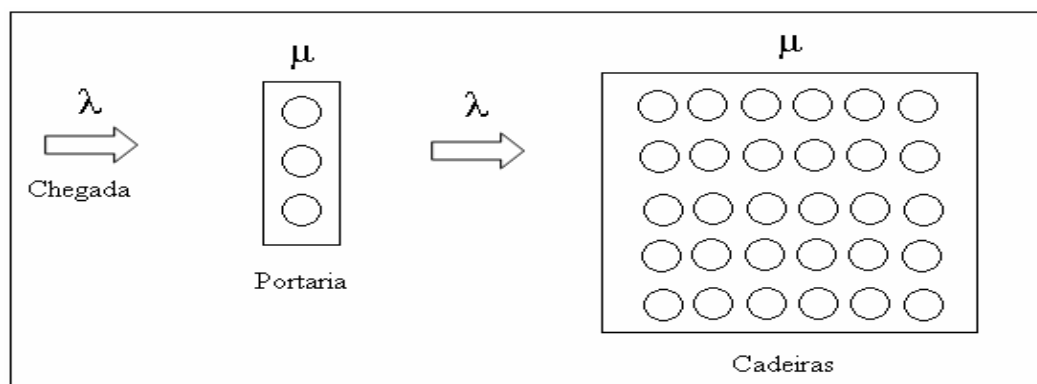 λ
Chegada
μ
Portaria
λ
μ
Cadeiras